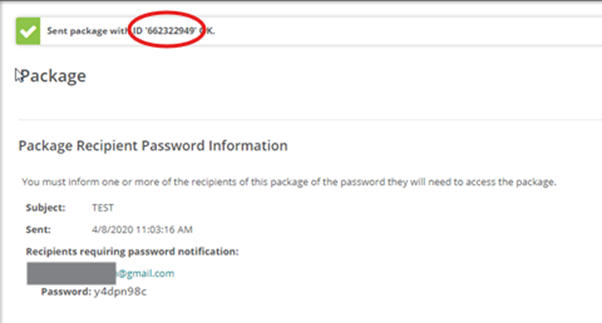 Sent package with ID '662322949' OK.
Package
Package Recipient Password Information
You must inform one or more of the recipients of this package of the password they will need to access the package.
Subject: TEST
Sent: 4/8/2020 11:03:16 AM
Recipients requiring password notification:
@gmail.com
Password: y4dpn98c